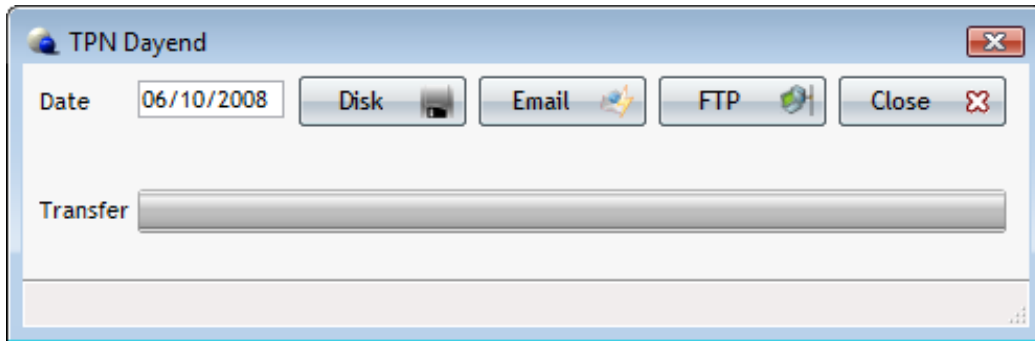 TPN Dayend
Date 06/10/2008 Disk Email FTP Close
Transfer